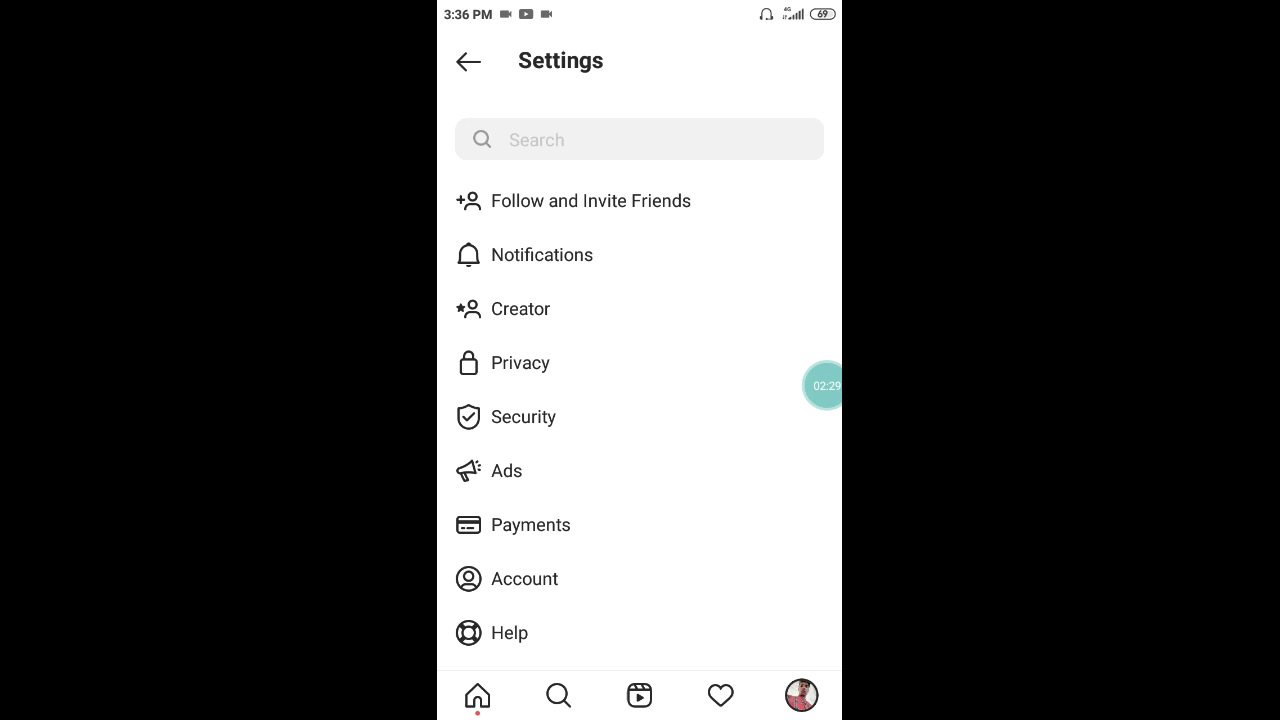 3:36 PM 4G 69
Settings
Search
Follow and Invite Friends
Notifications
Creator
Privacy
02:29
Security
Ads
Payments
Account
Help